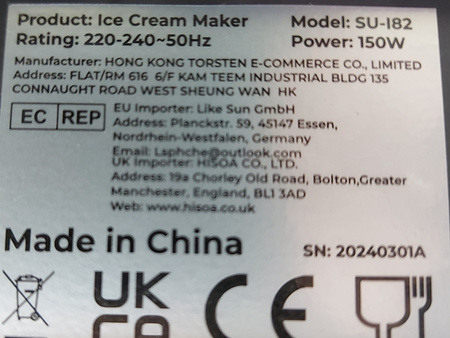 Product: Ice Cream Maker
Model: SU-I82
Rating: 220-240~50Hz
Power: 150W
Manufacturer: HONG KONG TORSTEN E-COMMERCE CO., LIMITED
Address: FLAT/RM 616 6/F KAM TEEM INDUSTRIAL BLDG 135
CONNAUGHT ROAD WEST SHEUNG WAN HK
EC REP
EU Importer: Like Sun GmbH
Address: Planckstr. 59, 45147 Essen,
Nordrhein-Westfalen, Germany
Email: Lsphche@outlook.com
UK Importer: HISOA CO., LTD.
Address: 19a Chorley Old Road, Bolton,Greater
Manchester, England, BL1 3AD
Web: www.hisoa.co.uk
Made in China
SN: 20240301A
UK
CA
CE